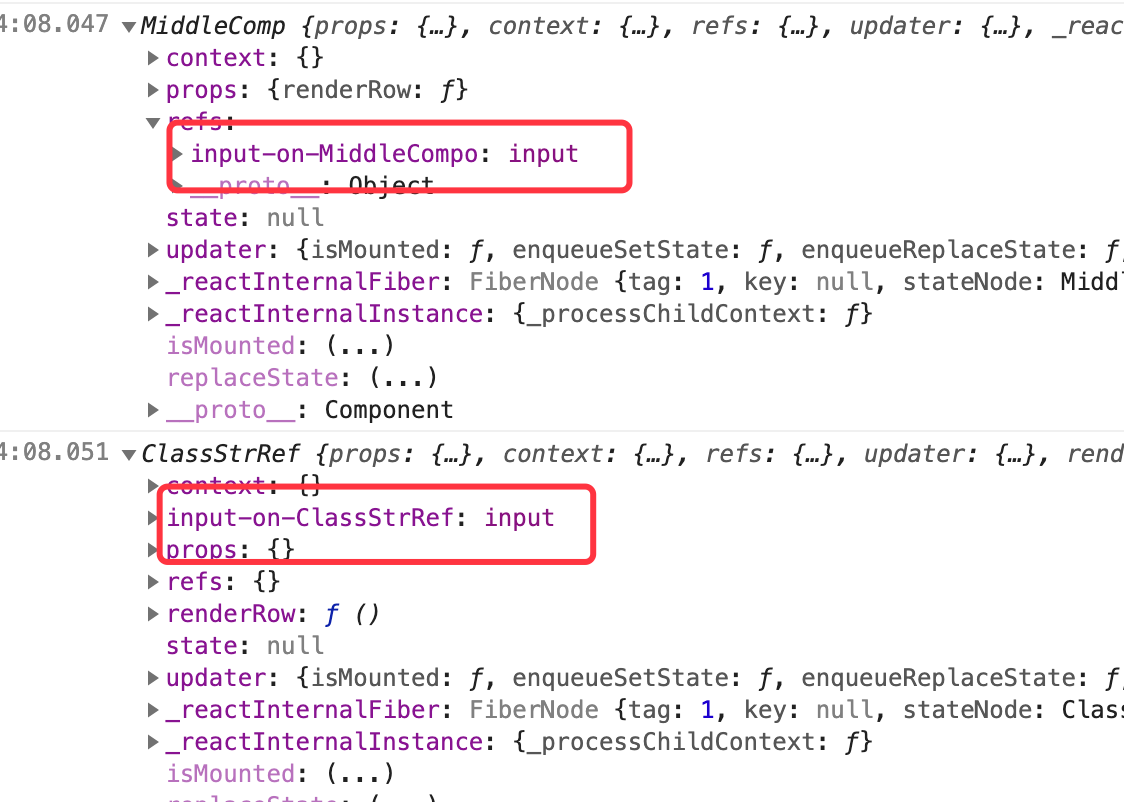 4:08.047 ▼MiddleComp {props: {…}, context: {…}, refs: {…}, updater: {…}, _reac
▶context: {}
▶props: {renderRow: ƒ}
▼refs:
▶input-on-MiddleCompo: input
▶__proto__: Object
state: null
▶updater: {isMounted: ƒ, enqueueSetState: ƒ, enqueueReplaceState: ƒ,
▶_reactInternalFiber: FiberNode {tag: 1, key: null, stateNode: Middl
▶_reactInternalInstance: {_processChildContext: ƒ}
isMounted: (...)
replaceState: (...)
▶__proto__: Component
4:08.051 ▼ClassStrRef {props: {…}, context: {…}, refs: {…}, updater: {…}, rend
▶context: {}
▶input-on-ClassStrRef: input
▶props: {}
▶refs: {}
▶renderRow: ƒ ()
state: null
▶updater: {isMounted: ƒ, enqueueSetState: ƒ, enqueueReplaceState: ƒ,
▶_reactInternalFiber: FiberNode {tag: 1, key: null, stateNode: Class
▶_reactInternalInstance: {_processChildContext: ƒ}
isMounted: (...)
replaceState: (...)